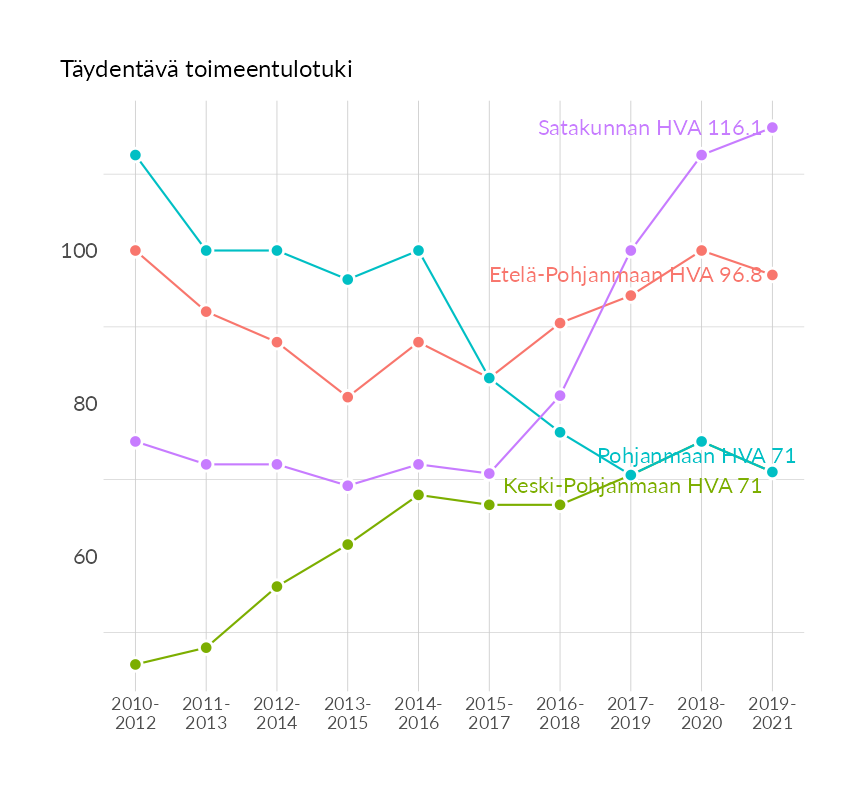 Täydentävä toimeentulotuki
Satakunnan HVA 116.1
100
Etelä-Pohjanmaan HVA 96.8
80
Pohjanmaan HVA 71
Keski-Pohjanmaan HVA 71
60
2010- 2011- 2012- 2013- 2014- 2015- 2016- 2017- 2018- 2019-
2012 2013 2014 2015 2016 2017 2018 2019 2020 2021